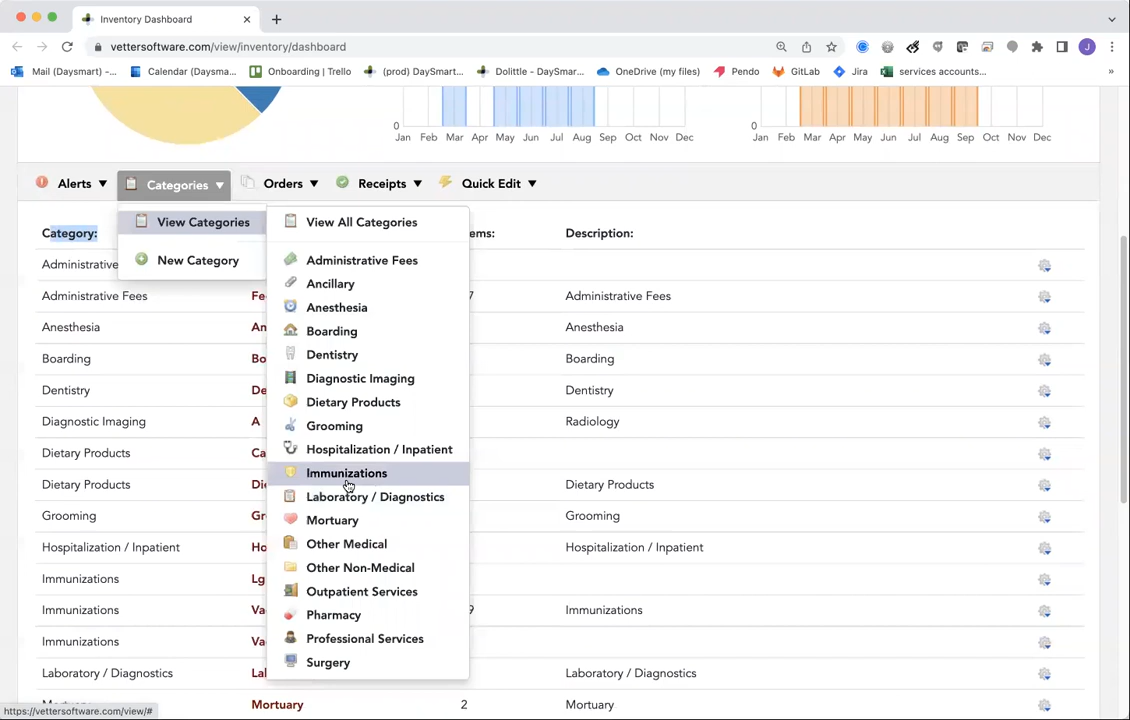 Inventory Dashboard
vettersoftware.com/view/inventory/dashboard
J
Mail (Daysmart) –...
Calendar (Daysma...
Onboarding | Trello
(prod) DaySmart...
Dolittle - DaySmar...
OneDrive (my files)
Pendo
GitLab
Jira
services accounts...
»
0
Jan Feb Mar Apr May Jun Jul Aug Sep Oct Nov Dec
0
Jan Feb Mar Apr May Jun Jul Aug Sep Oct Nov Dec
Alerts
Categories
Orders
Receipts
Quick Edit
View Categories
New Category
View All Categories
Administrative Fees
Ancillary
Anesthesia
Boarding
Dentistry
Diagnostic Imaging
Dietary Products
Grooming
Hospitalization / Inpatient
Immunizations
Laboratory / Diagnostics
Mortuary
Other Medical
Other Non-Medical
Outpatient Services
Pharmacy
Professional Services
Surgery
Category: ems: Description:
Administrative
Administrative Fees Fe 7 Administrative Fees
Anesthesia An Anesthesia
Boarding Bo Boarding
Dentistry De Dentistry
Diagnostic Imaging A Radiology
Dietary Products Ca
Dietary Products Die Dietary Products
Grooming Gr Grooming
Hospitalization / Inpatient Ho Hospitalization / Inpatient
Immunizations Lg
Immunizations Va 9 Immunizations
Immunizations Va
Laboratory / Diagnostics Lal Laboratory / Diagnostics
Mortuary 2 Mortuary
https://vettersoftware.com/view/#